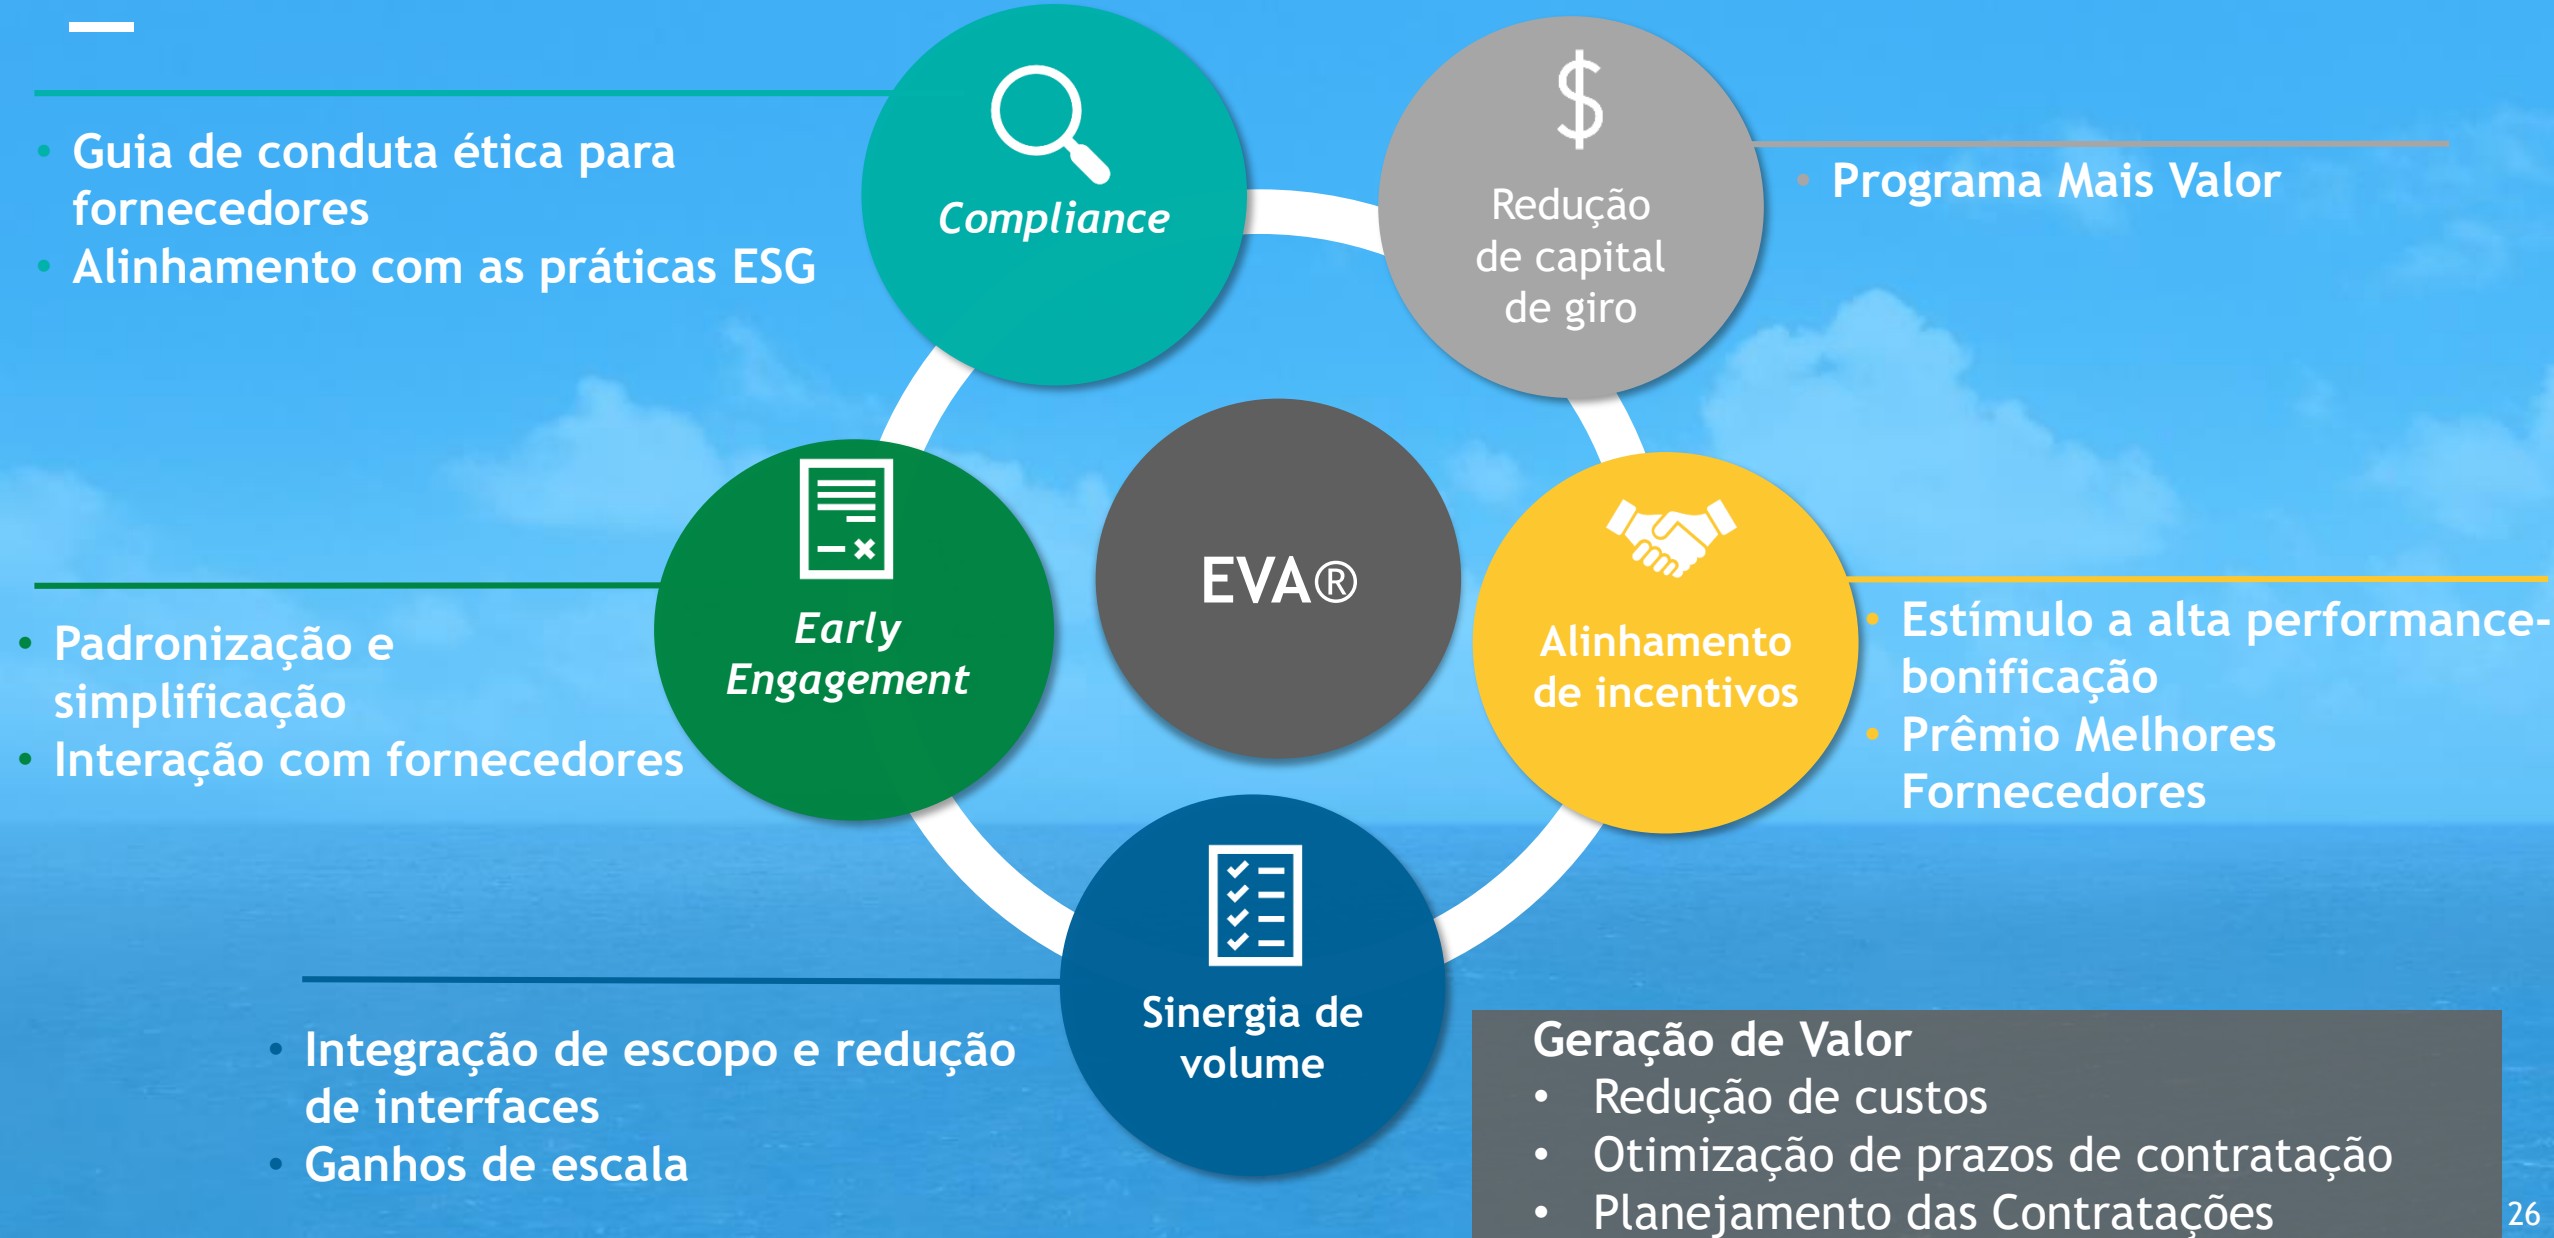 Compliance
• Guia de conduta ética para
fornecedores
• Alinhamento com as práticas ESG
$
Redução
de capital
de giro
• Programa Mais Valor
Early
Engagement
• Padronização e
simplificação
• Interação com fornecedores
EVA®
Alinhamento
de incentivos
• Estímulo a alta performance-
bonificação
• Prêmio Melhores
Fornecedores
Sinergia de
volume
• Integração de escopo e redução
de interfaces
• Ganhos de escala
Geração de Valor
• Redução de custos
• Otimização de prazos de contratação
• Planejamento das Contratações
26